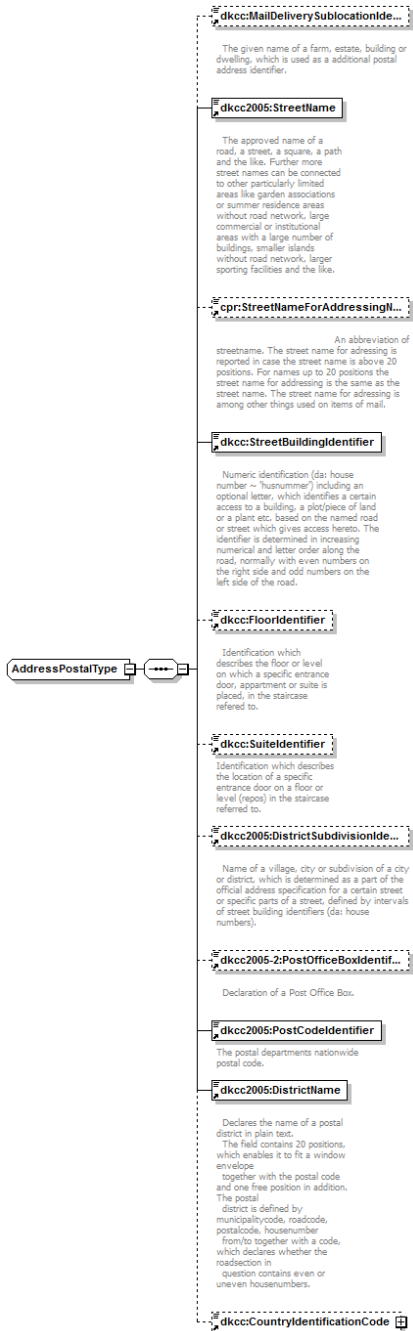 dkcc:MailDeliverySublocationIde...
The given name of a farm, estate, building or
dwelling, which is used as a additional postal
address identifier.
dkcc2005:StreetName
The approved name of a
road, a street, a square, a path
and the like. Further more
street names can be connected
to other particularly limited
areas like garden associations
or summer residence areas
without road network, large
commercial or institutional
areas with a large number of
buildings, smaller islands
without road network, larger
sporting facilities and the like.
cpr:StreetNameForAddressingN...
An abbreviation of
streetname. The street name for adressing is
reported in case the street name is above 20
positions. For names up to 20 positions the
street name for addressing is the same as the
street name. The street name for adressing is
among other things used on items of mail.
dkcc:StreetBuildingIdentifier
Numeric identification (da: house
number ~ 'husnummer') including an
optional letter, which identifies a certain
access to a building, a plot/piece of land
or a plant etc. based on the named road
or street which gives access hereto. The
identifier is determined in increasing
numerical and letter order along the
road, normally with even numbers on
the right side and odd numbers on the
left side of the road.
dkcc:FloorIdentifier
Identification which
describes the floor or level
on which a specific entrance
door, appartment or suite is
placed, in the staircase
refered to.
AddressPostalType
dkcc:SuiteIdentifier
Identification which describes
the location of a specific
entrance door on a floor or
level (repos) in the staircase
referred to.
dkcc2005:DistrictSubdivisionIde...
Name of a village, city or subdivision of a city
or district, which is determined as a part of the
official address specification for a certain street
or specific parts of a street, defined by intervals
of street building identifiers (da: house
numbers).
dkcc2005-2:PostOfficeBoxIdentif...
Declaration of a Post Office Box.
dkcc2005:PostCodeIdentifier
The postal departments nationwide
postal code.
dkcc2005:DistrictName
Declares the name of a postal
district in plain text.
The field contains 20 positions,
which enables it to fit a window
envelope
together with the postal code
and one free position in addition.
The postal
district is defined by
municipalitycode, roadcode,
postalcode, housenumber
from/to together with a code,
which declares whether the
roadsection in
question contains even or
uneven housenumbers.
dkcc:CountryIdentificationCode